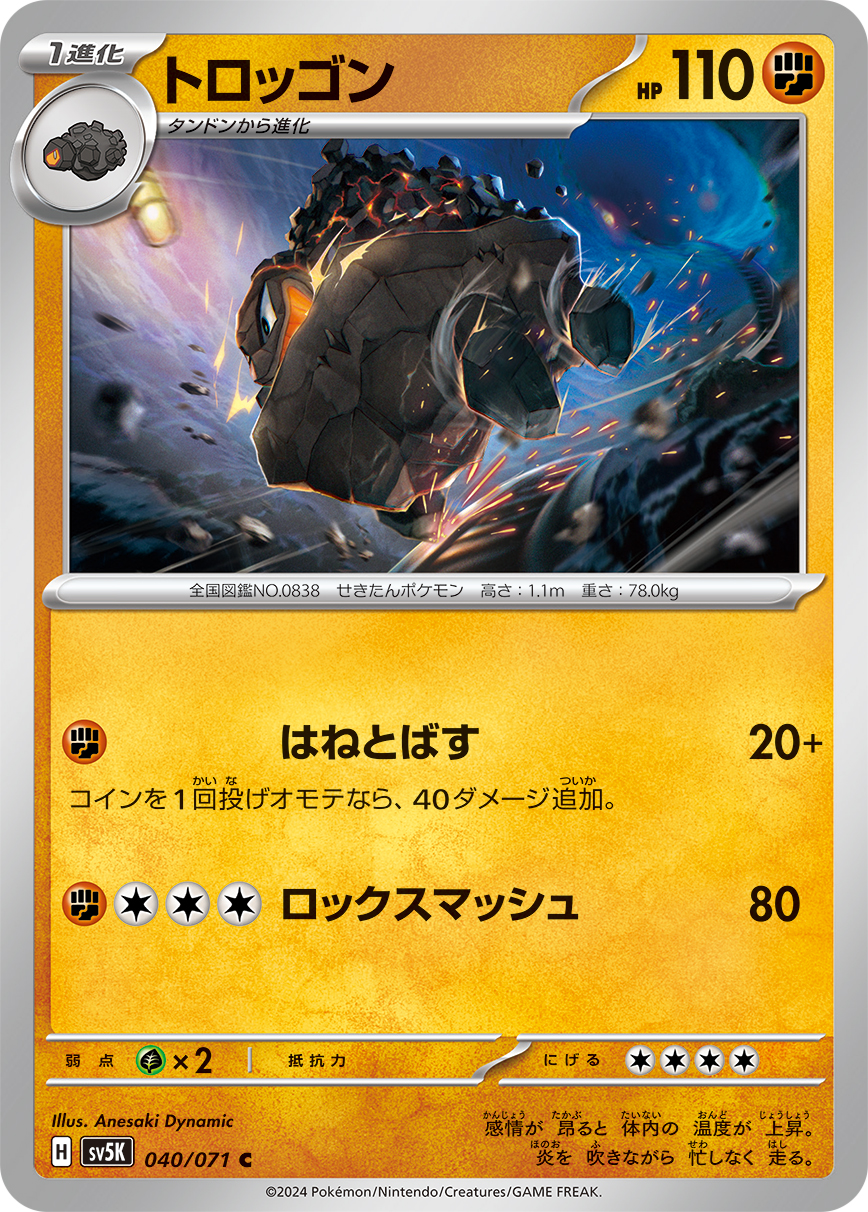 1進化
トロッゴン
HP 110
タンドンから進化
全国図鑑NO.0838 せきたんポケモン 高さ:1.1m 重さ:78.0kg
はねとばす 20+
コインを1回投げオモテなら、40ダメージ追加。
ロックスマッシュ 80
弱点 ×2 抵抗力 にげる
Illus. Anesaki Dynamic
感情が 昂ると 体内の 温度が 上昇。
炎を 吹きながら 忙しなく 走る。
H sv5K 040/071 C
©2024 Pokémon/Nintendo/Creatures/GAME FREAK.